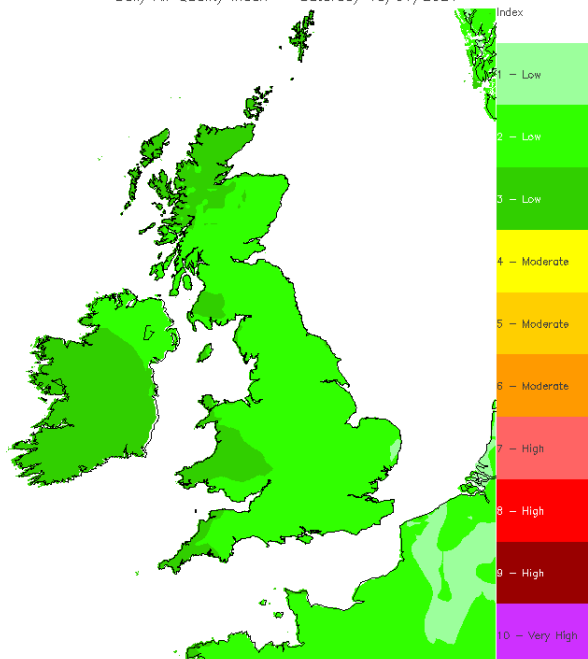 Index
1 - Low
2 - Low
3 - Low
4 - Moderate
5 - Moderate
6 - Moderate
7 - High
8 - High
9 - High
10 - Very High